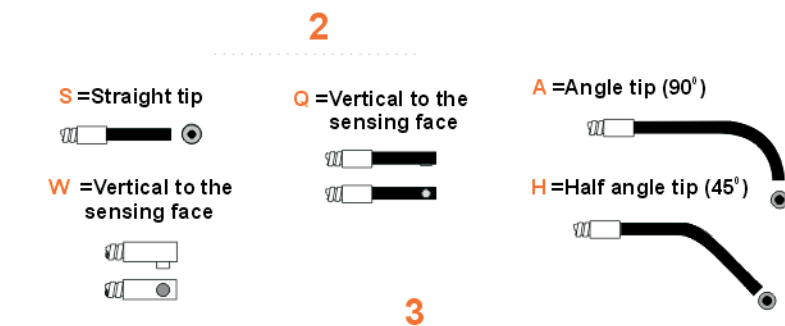 2
S =Straight tip
Q =Vertical to the
sensing face
A =Angle tip (90°)
W =Vertical to the
sensing face
H =Half angle tip (45°)
3